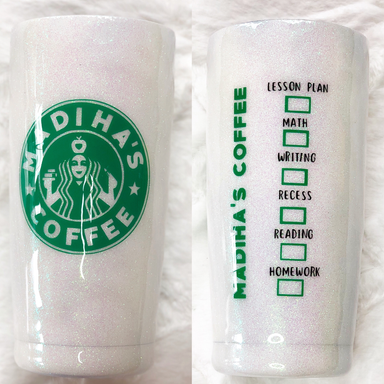 MADIHA'S
COFFEE
MADIHA'S COFFEE
LESSON PLAN
MATH
WRITING
RECESS
READING
HOMEWORK